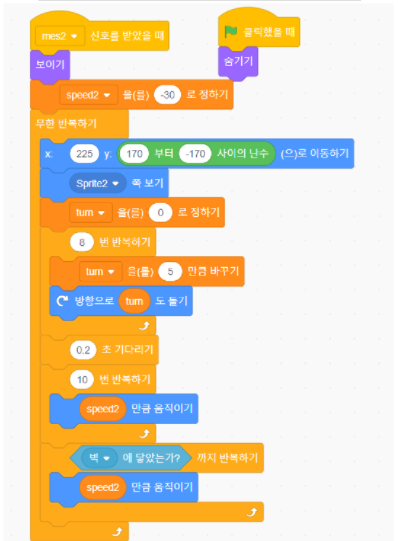 mes2 신호를 받았을 때
클릭했을 때
보이기
숨기기
speed2 을(를) -30 로 정하기
무한 반복하기
x: 225 y: 170 부터 -170 사이의 난수 (으)로 이동하기
Sprite2 쪽 보기
turn 을(를) 0 로 정하기
8 번 반복하기
turn 을(를) 5 만큼 바꾸기
방향으로 turn 도 돌기
0.2 초 기다리기
10 번 반복하기
speed2 만큼 움직이기
벽 에 닿았는가? 까지 반복하기
speed2 만큼 움직이기